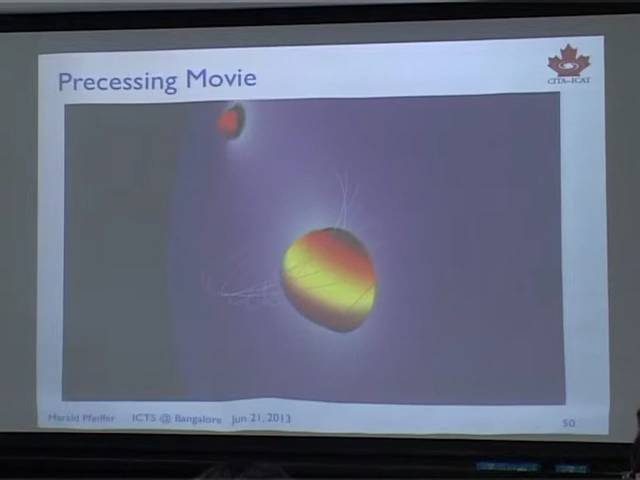 Precessing Movie
CITA-ICAT
Harald Pfeiffer ICTS @ Bangalore Jun 21, 2013
50